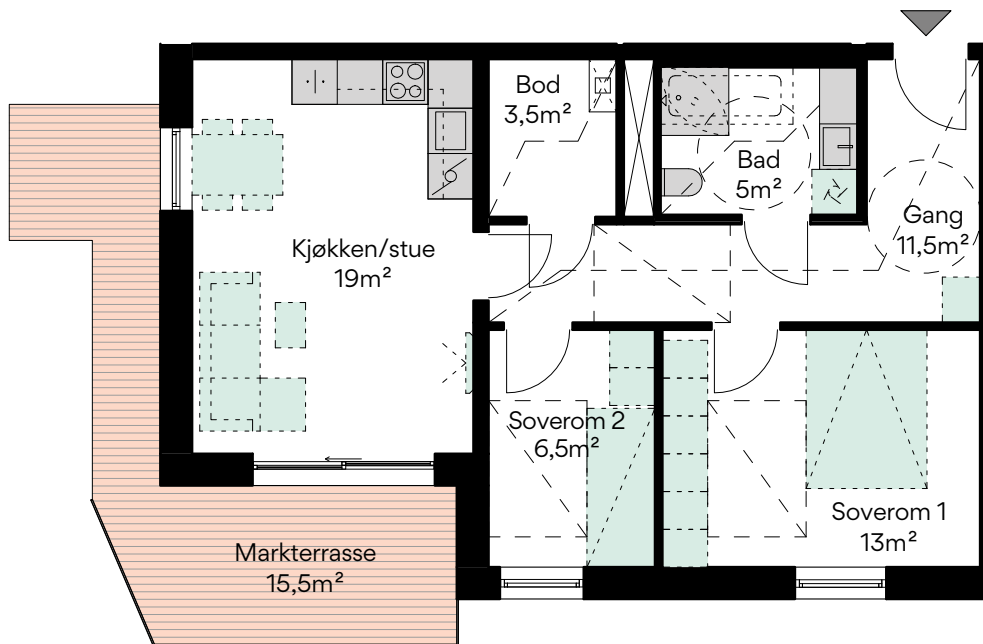 Bod
3,5m²
Bad
5m²
Gang
11,5m²
Kjøkken/stue
19m²
Soverom 2
6,5m²
Soverom 1
13m²
Markterrasse
15,5m²